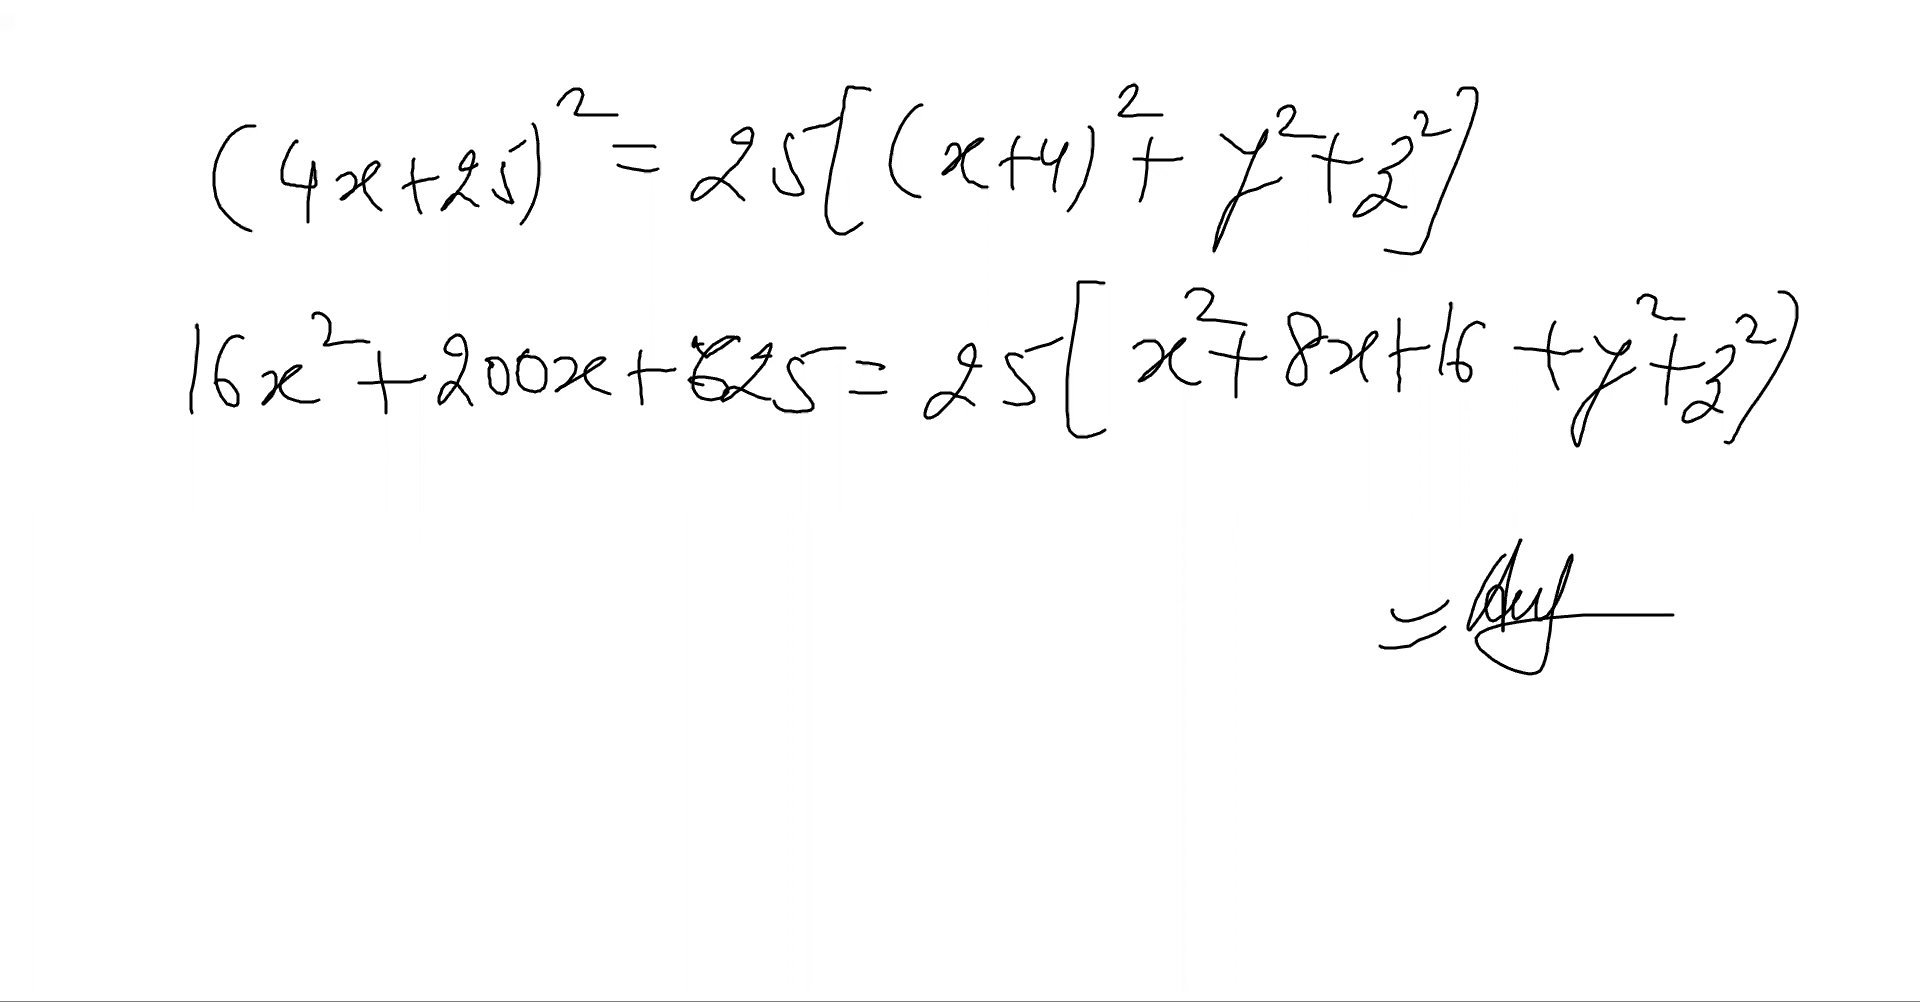 (4x+25)² = 25[(x+4)² + y² + z²]
16x² + 200x + 625 = 25[x² + 8x + 16 + y² + z²)
=